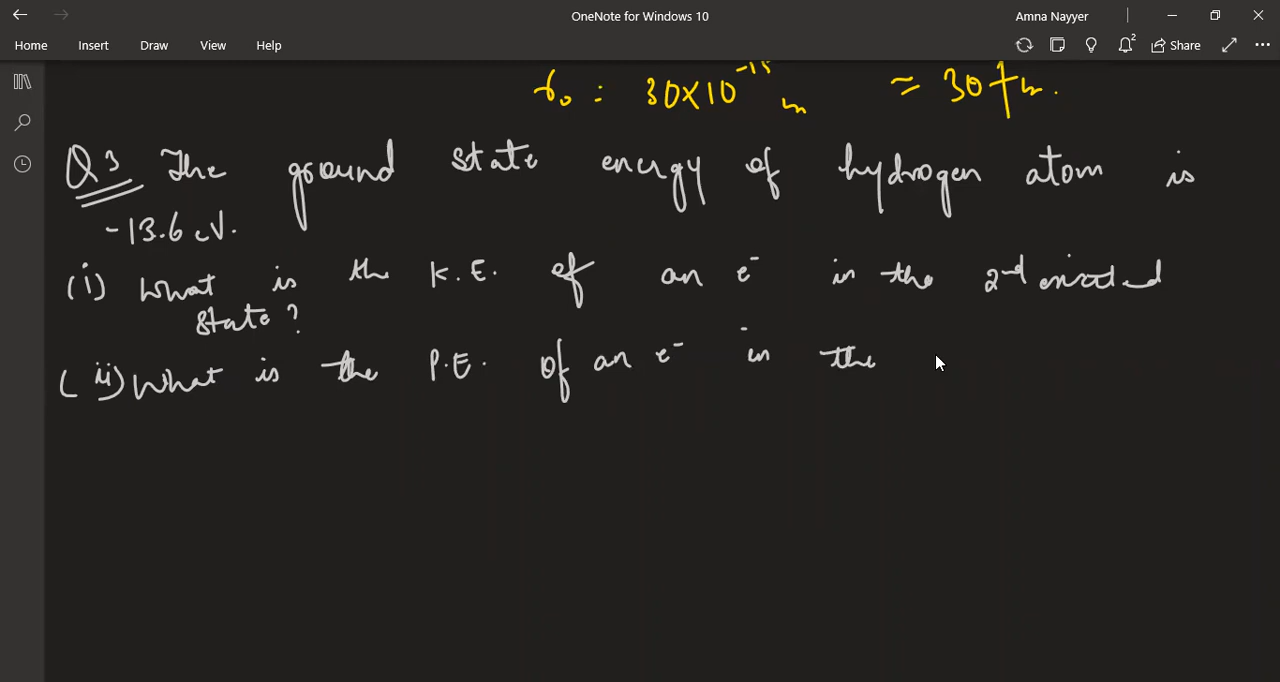 OneNote for Windows 10
Amna Nayyer
Home Insert Draw View Help
2 Share
r₀ : 30×10⁻¹⁵ m ≈ 30 fm.
Q3 The ground state energy of hydrogen atom is
-13.6 eV.
(i) What is the K.E. of an e⁻ in the 2nd excited
state?
(ii) What is the P.E. of an e⁻ in the